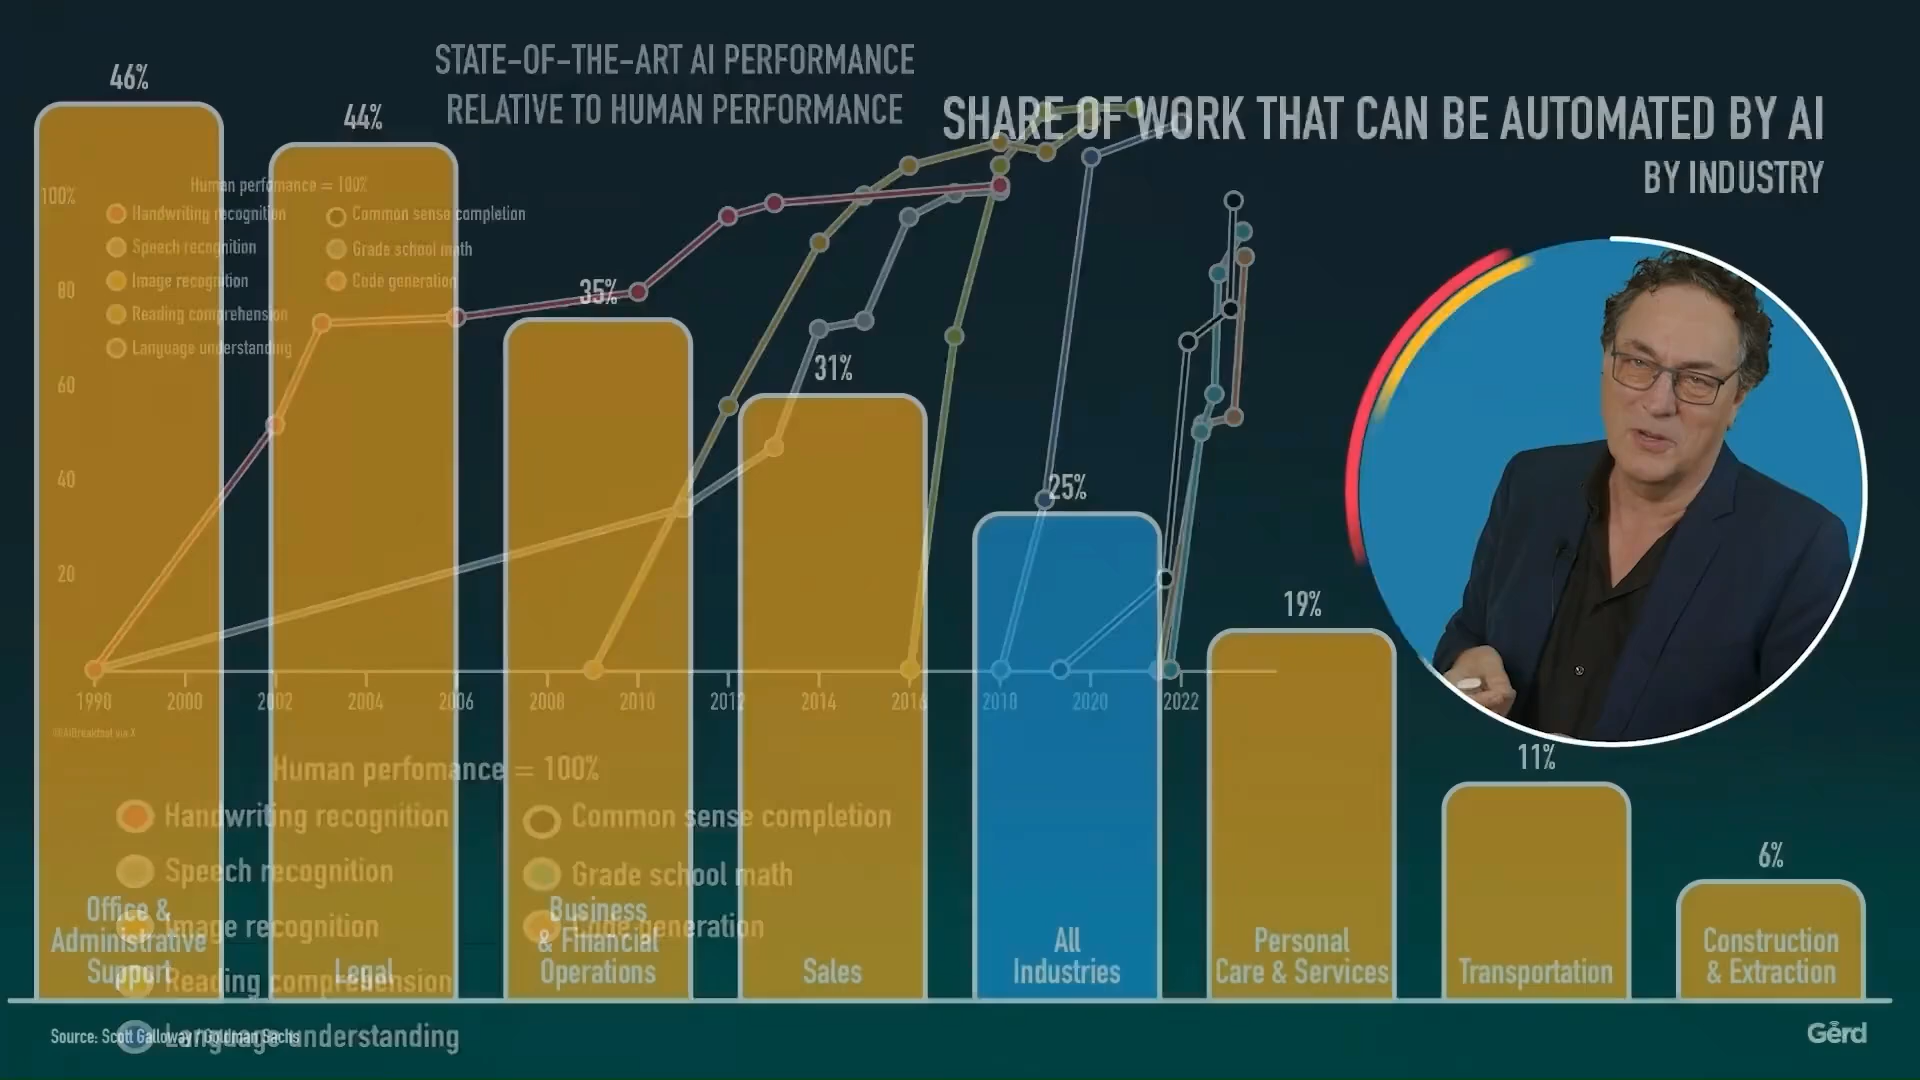 STATE-OF-THE-ART AI PERFORMANCE
RELATIVE TO HUMAN PERFORMANCE
SHARE OF WORK THAT CAN BE AUTOMATED BY AI
BY INDUSTRY
46%
44%
35%
31%
25%
19%
11%
6%
Human perfomance = 100%
Handwriting recognition
Speech recognition
Image recognition
Reading comprehension
Language understanding
Common sense completion
Grade school math
Code generation
100%
80
60
40
20
1990
2000
2002
2004
2006
2008
2010
2012
2014
2016
2018
2020
2022
@AIBreakfast via X
Human perfomance = 100%
Handwriting recognition
Speech recognition
Image recognition
Reading comprehension
Language understanding
Common sense completion
Grade school math
Code generation
Office &
Administrative
Support
Legal
Business
& Financial
Operations
Sales
All
Industries
Personal
Care & Services
Transportation
Construction
& Extraction
Source: Scott Galloway / Goldman Sachs
Gerd